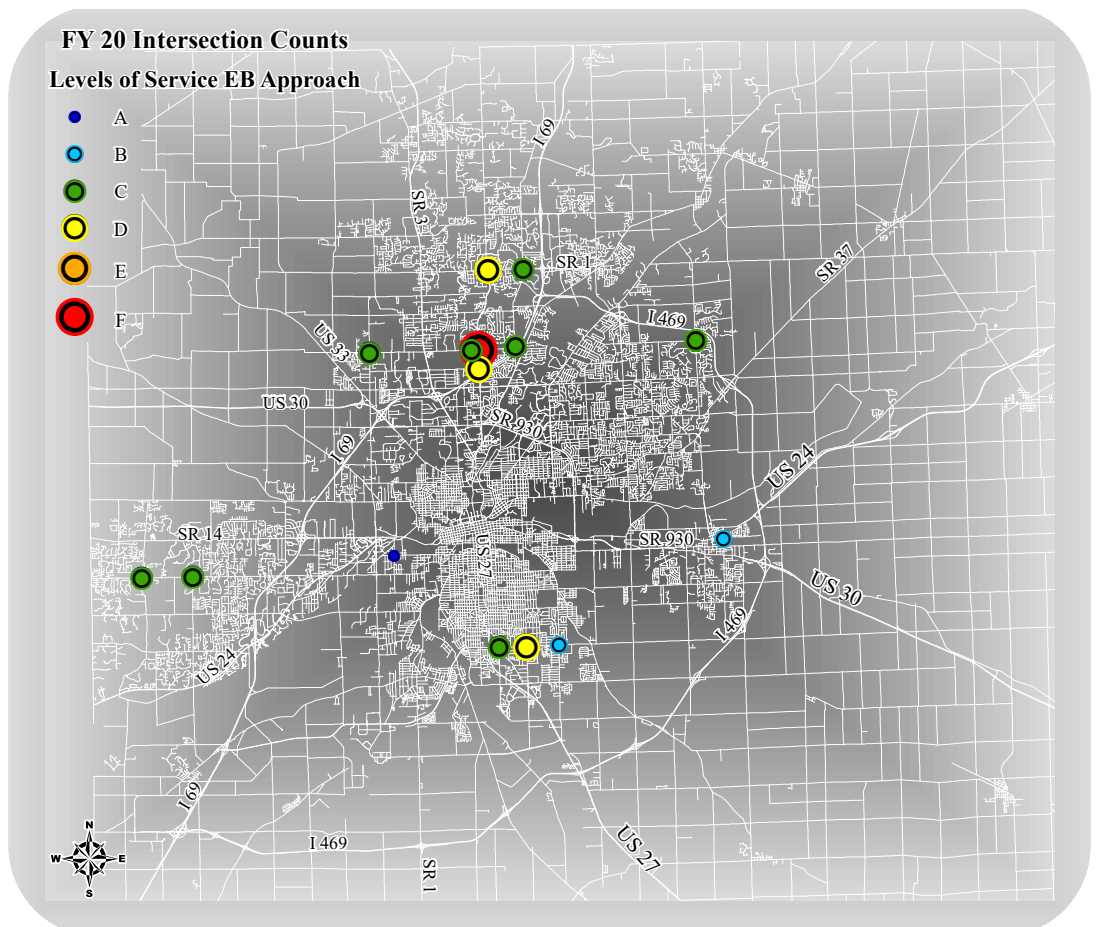 FY 20 Intersection Counts
Levels of Service EB Approach
A
B
C
D
E
F
I 69
SR 3
SR 1
SR 37
I 469
US 33
US 30
SR 930
I 69
US 24
SR 14
US 27
SR 930
US 30
I 469
US 24
I 69
I 469
SR 1
US 27
N
W
E
S